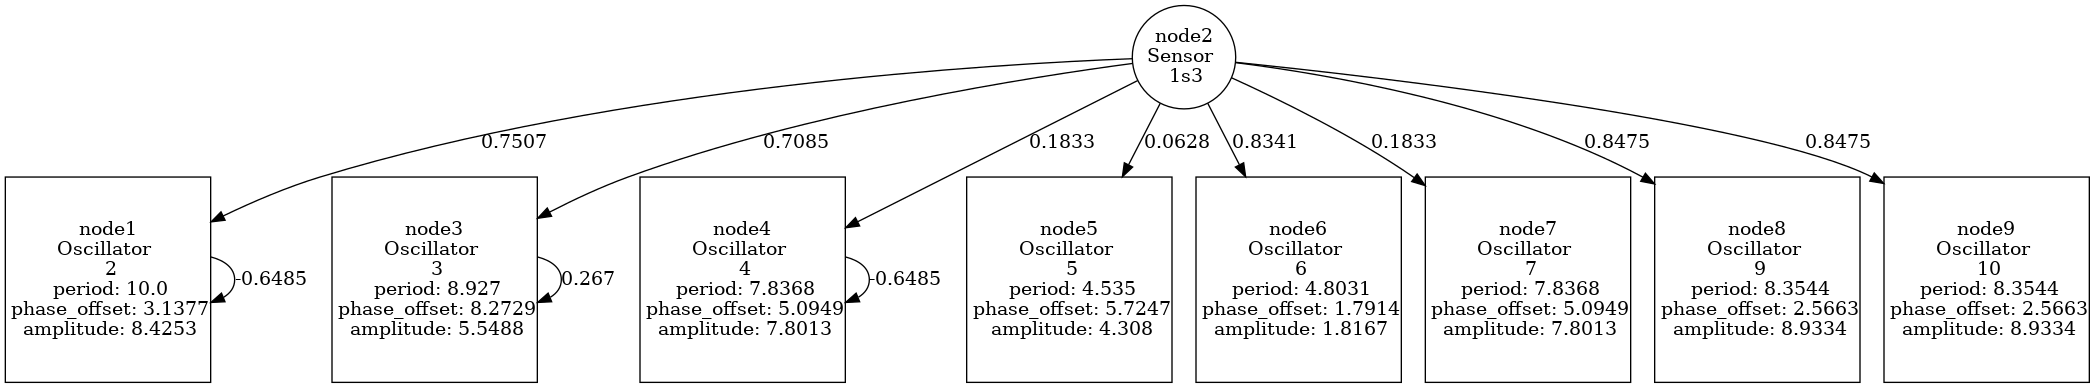 node2
Sensor
1s3
0.7507
0.7085
0.1833
0.0628
0.8341
0.1833
0.8475
0.8475
node1
Oscillator
2
period: 10.0
phase_offset: 3.1377
amplitude: 8.4253
-0.6485
node3
Oscillator
3
period: 8.927
phase_offset: 8.2729
amplitude: 5.5488
0.267
node4
Oscillator
4
period: 7.8368
phase_offset: 5.0949
amplitude: 7.8013
-0.6485
node5
Oscillator
5
period: 4.535
phase_offset: 5.7247
amplitude: 4.308
node6
Oscillator
6
period: 4.8031
phase_offset: 1.7914
amplitude: 1.8167
node7
Oscillator
7
period: 7.8368
phase_offset: 5.0949
amplitude: 7.8013
node8
Oscillator
9
period: 8.3544
phase_offset: 2.5663
amplitude: 8.9334
node9
Oscillator
10
period: 8.3544
phase_offset: 2.5663
amplitude: 8.9334